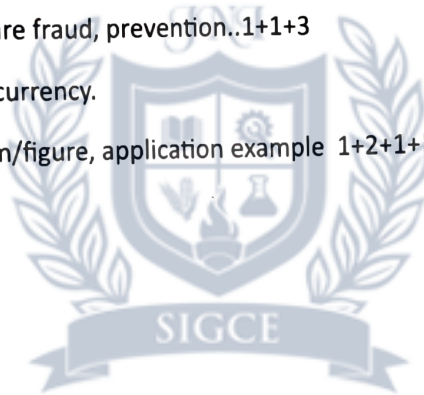 are fraud, prevention..1+1+3
currency.
m/figure, application example 1+2+1+
SIGCE